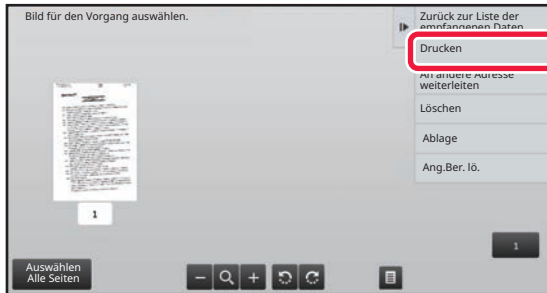 Bild für den Vorgang auswählen.
Zurück zur Liste der
empfangenen Daten
Drucken
An andere Adresse
weiterleiten
Löschen
Ablage
Ang.Ber. lö.
1
1
Auswählen
Alle Seiten